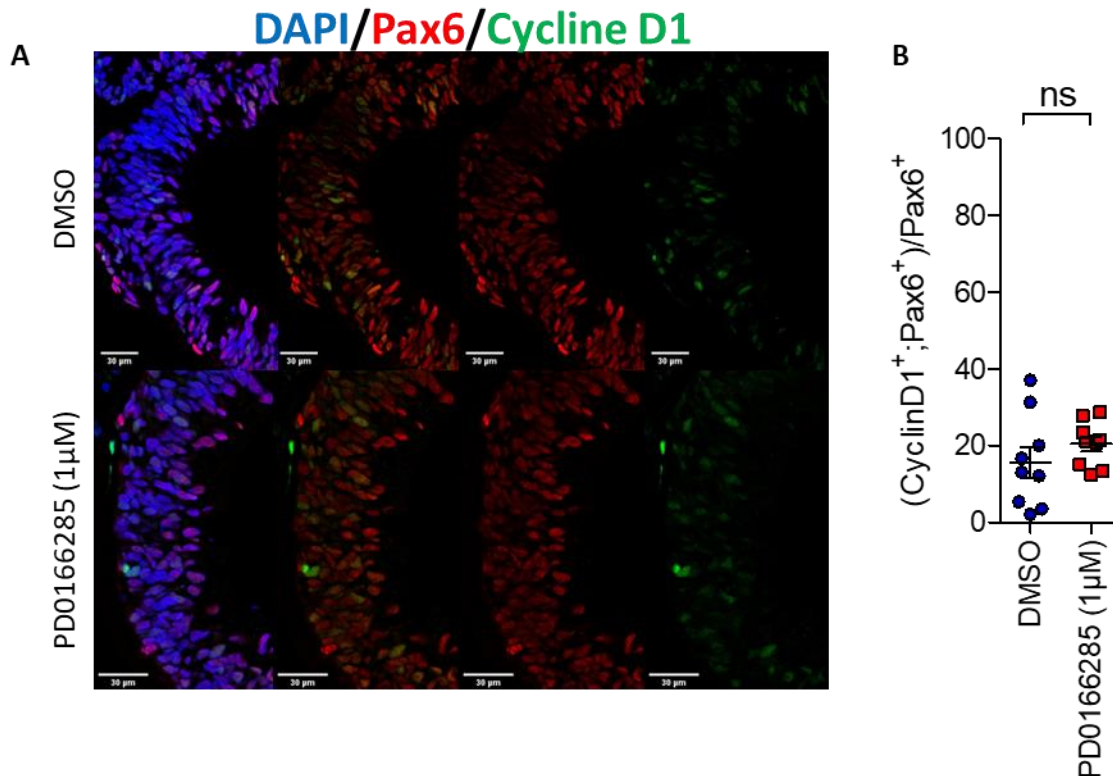 DAPI/Pax6/Cycline D1
A
DMSO
30 µm
30 µm
30 µm
30 µm
PD0166285 (1µM)
30 µm
30 µm
30 µm
30 µm
B
ns
(CyclinD1⁺;Pax6⁺)/Pax6⁺
100
80
60
40
20
0
DMSO
PD0166285 (1µM)